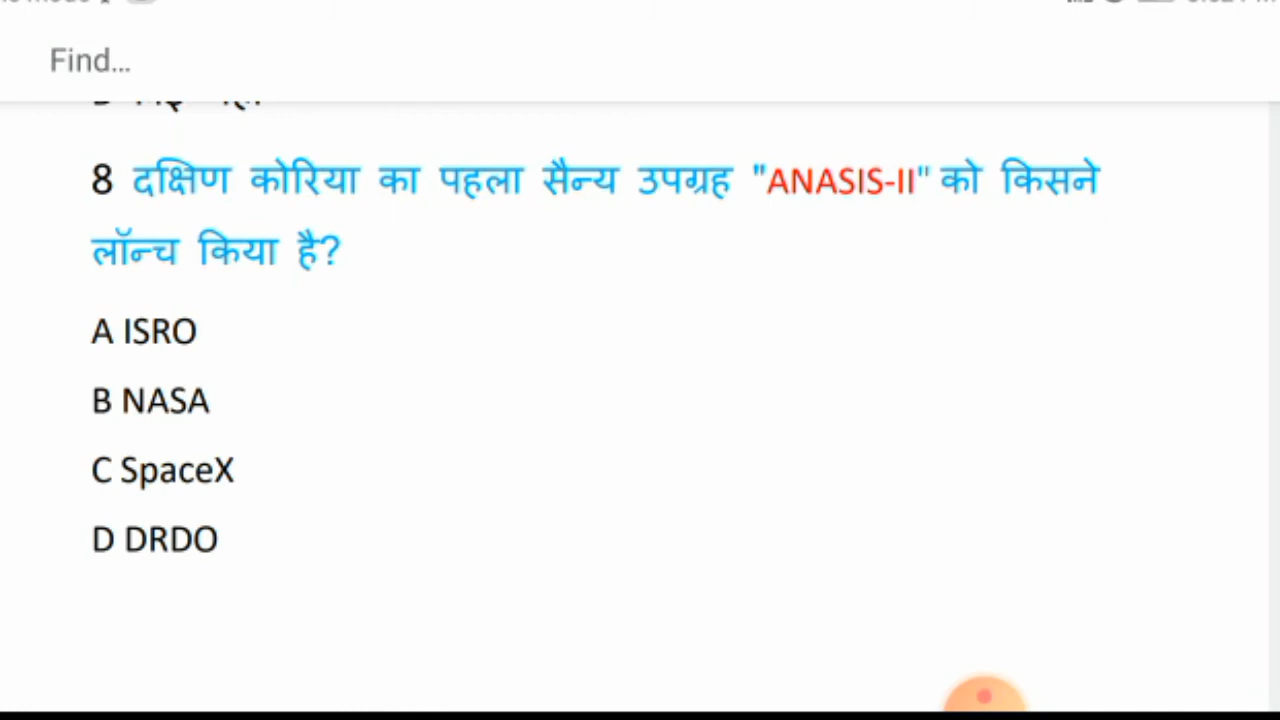 Find...
8 दक्षिण कोरिया का पहला सैन्य उपग्रह "ANASIS-II" को किसने
लॉन्च किया है?
A ISRO
B NASA
C SpaceX
D DRDO